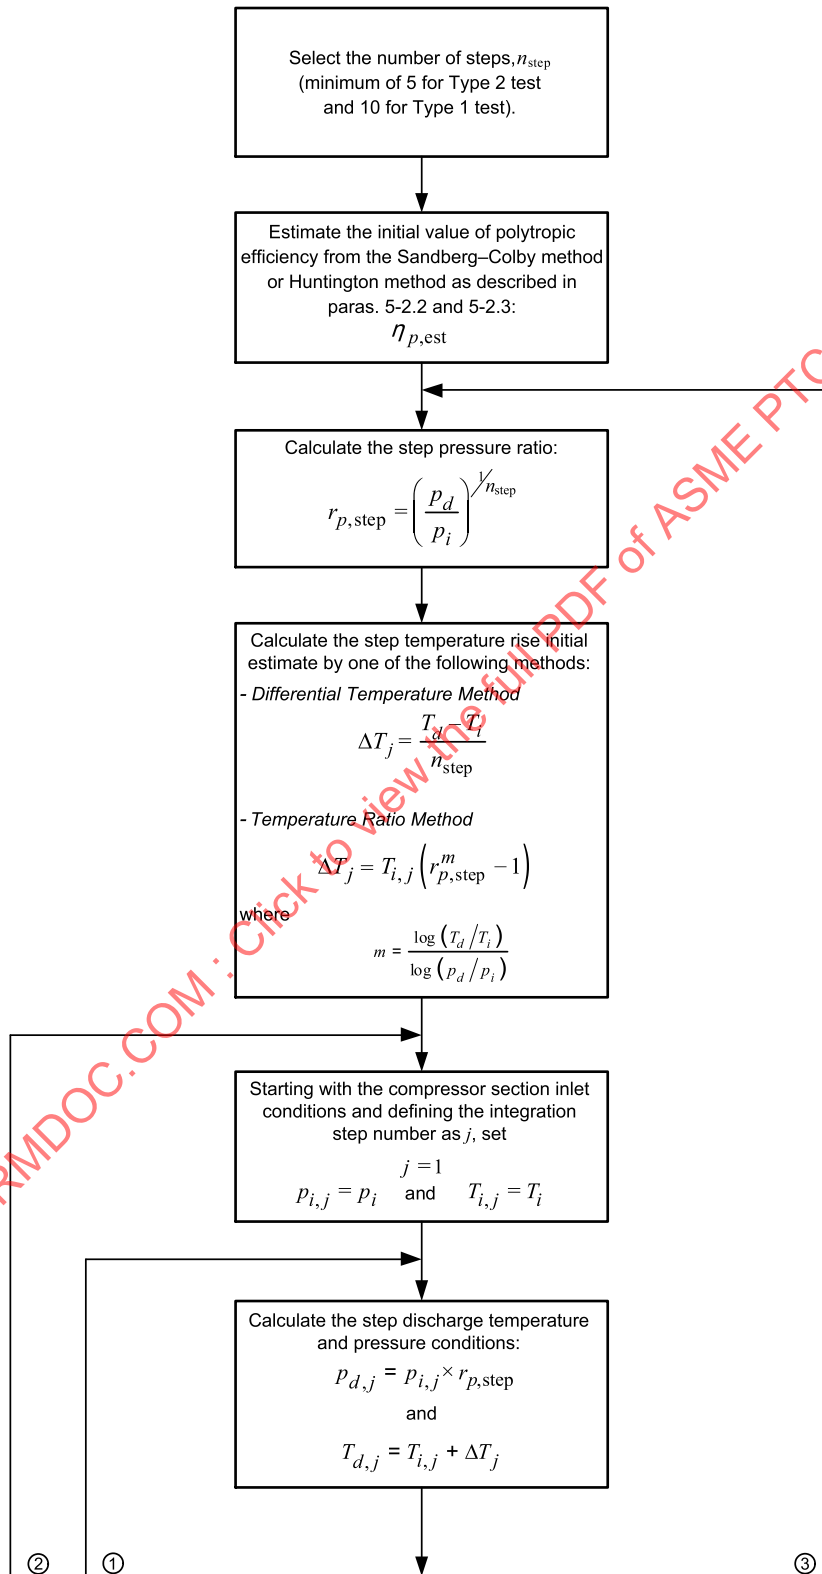 Select the number of steps, n_step
(minimum of 5 for Type 2 test
and 10 for Type 1 test).
Estimate the initial value of polytropic
efficiency from the Sandberg–Colby method
or Huntington method as described in
paras. 5-2.2 and 5-2.3:
η_p,est
Calculate the step pressure ratio:
r_p,step = (p_d / p_i)^(1/n_step)
Calculate the step temperature rise initial
estimate by one of the following methods:
- Differential Temperature Method
ΔT_j = (T_d − T_i) / n_step
- Temperature Ratio Method
ΔT_j = T_i,j (r_p,step^m − 1)
where
m = log (T_d / T_i) / log (p_d / p_i)
Starting with the compressor section inlet
conditions and defining the integration
step number as j, set
j = 1
p_i,j = p_i and T_i,j = T_i
Calculate the step discharge temperature
and pressure conditions:
p_d,j = p_i,j × r_p,step
and
T_d,j = T_i,j + ΔT_j
② ① ③
RMDOC.COM : Click to view the full PDF of ASME PTC